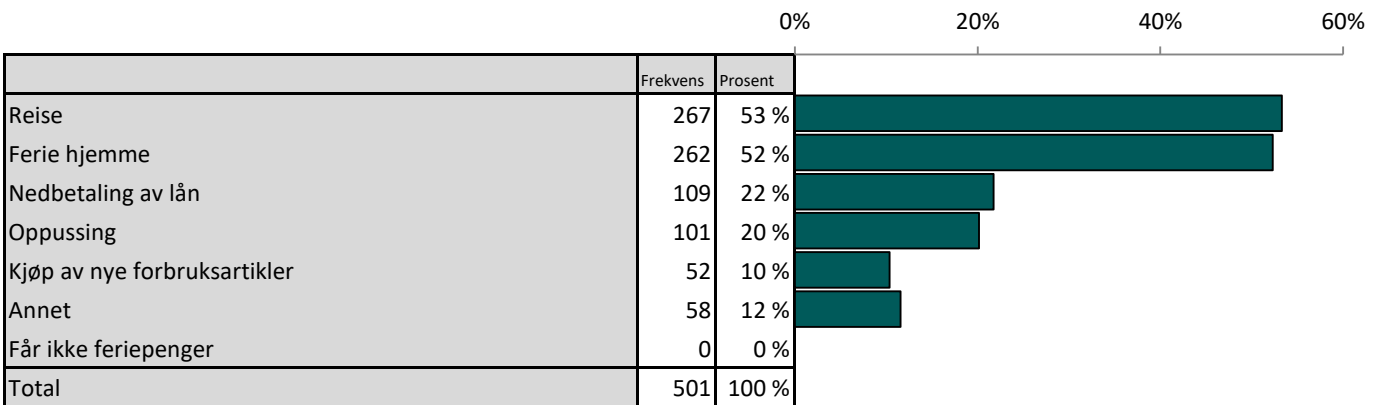 0% 20% 40% 60%
Frekvens Prosent
Reise 267 53 %
Ferie hjemme 262 52 %
Nedbetaling av lån 109 22 %
Oppussing 101 20 %
Kjøp av nye forbruksartikler 52 10 %
Annet 58 12 %
Får ikke feriepenger 0 0 %
Total 501 100 %